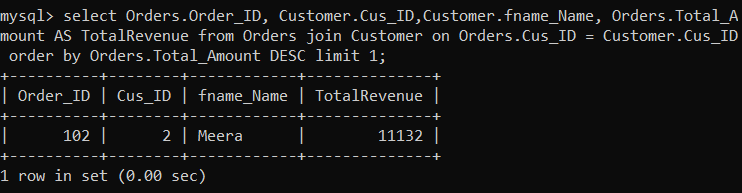 mysql> select Orders.Order_ID, Customer.Cus_ID,Customer.fname_Name, Orders.Total_A
mount AS TotalRevenue from Orders join Customer on Orders.Cus_ID = Customer.Cus_ID
 order by Orders.Total_Amount DESC limit 1;
+----------+--------+------------+--------------+
| Order_ID | Cus_ID | fname_Name | TotalRevenue |
+----------+--------+------------+--------------+
|      102 |      2 | Meera      |        11132 |
+----------+--------+------------+--------------+
1 row in set (0.00 sec)